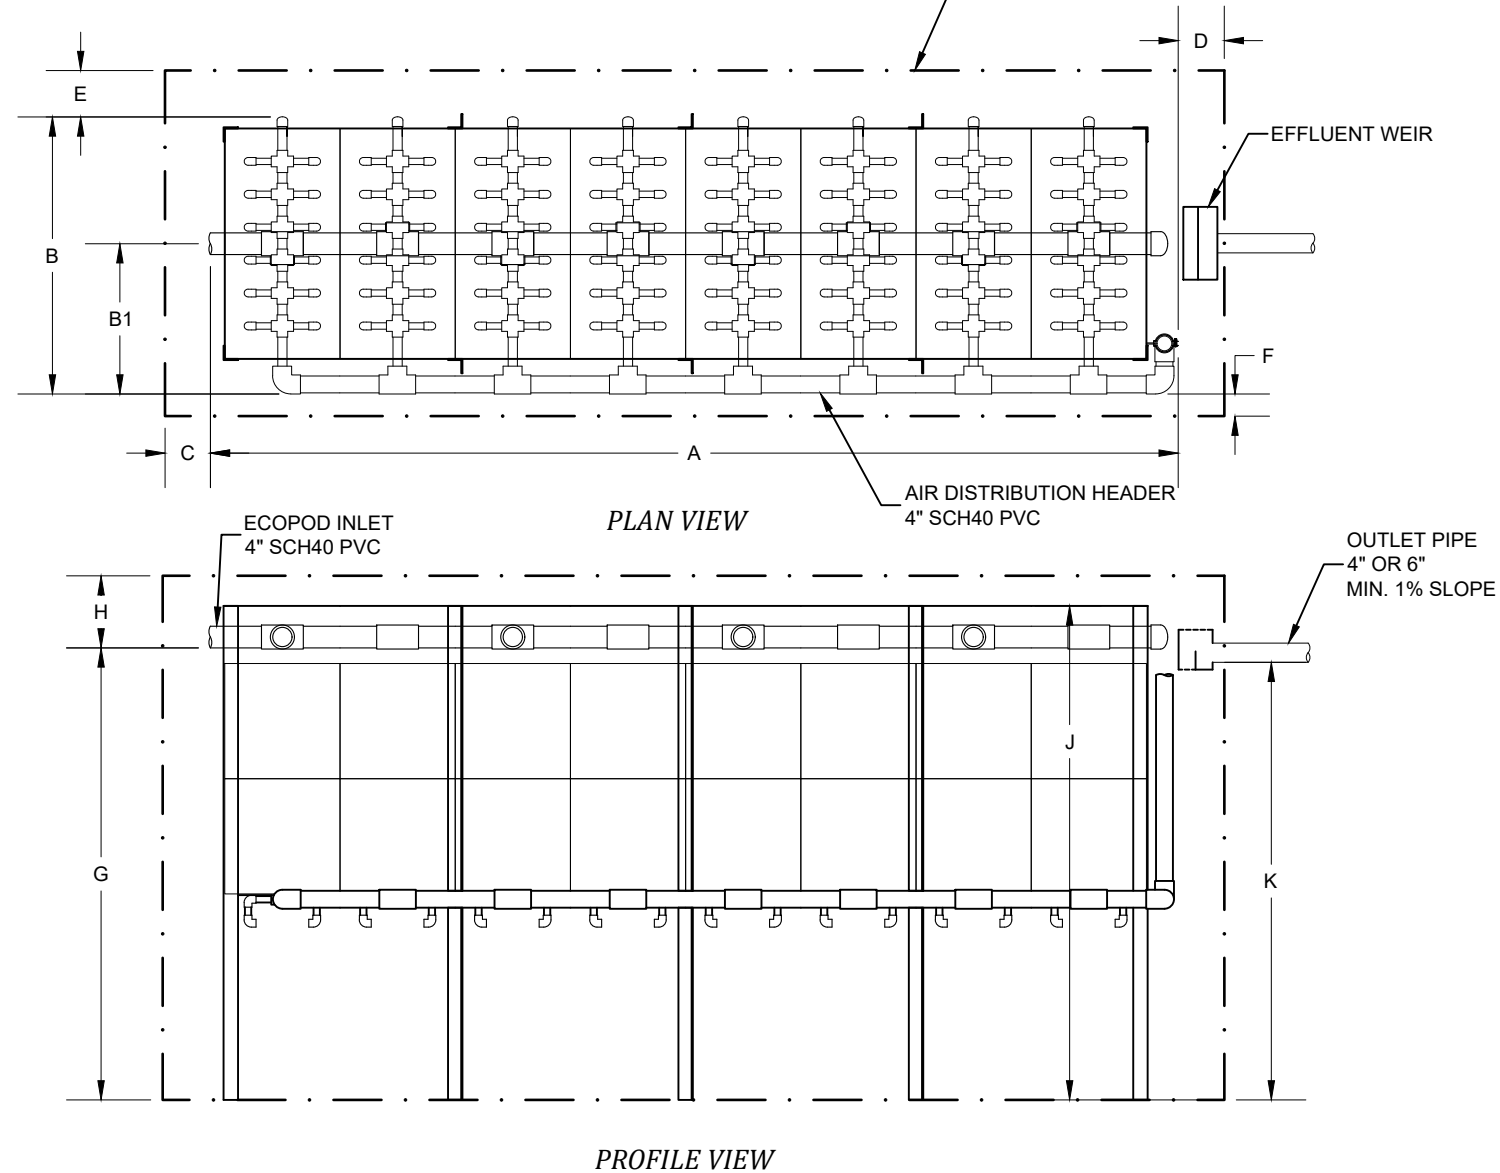 D
E
EFFLUENT WEIR
B
B1
F
C
A
AIR DISTRIBUTION HEADER
4" SCH40 PVC
PLAN VIEW
ECOPOD INLET
4" SCH40 PVC
OUTLET PIPE
4" OR 6"
MIN. 1% SLOPE
H
J
G
K
PROFILE VIEW